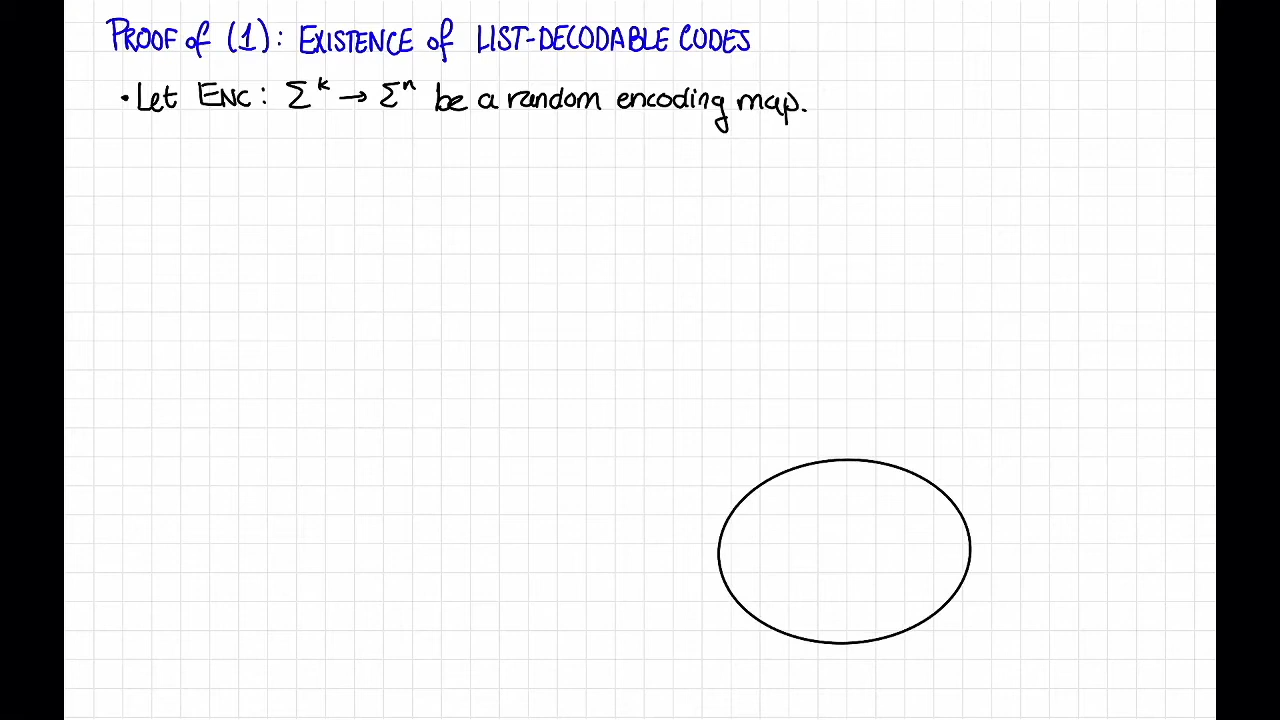 PROOF of (1): EXISTENCE of LIST-DECODABLE CODES
• Let ENC: Σ^k → Σ^n be a random encoding map.